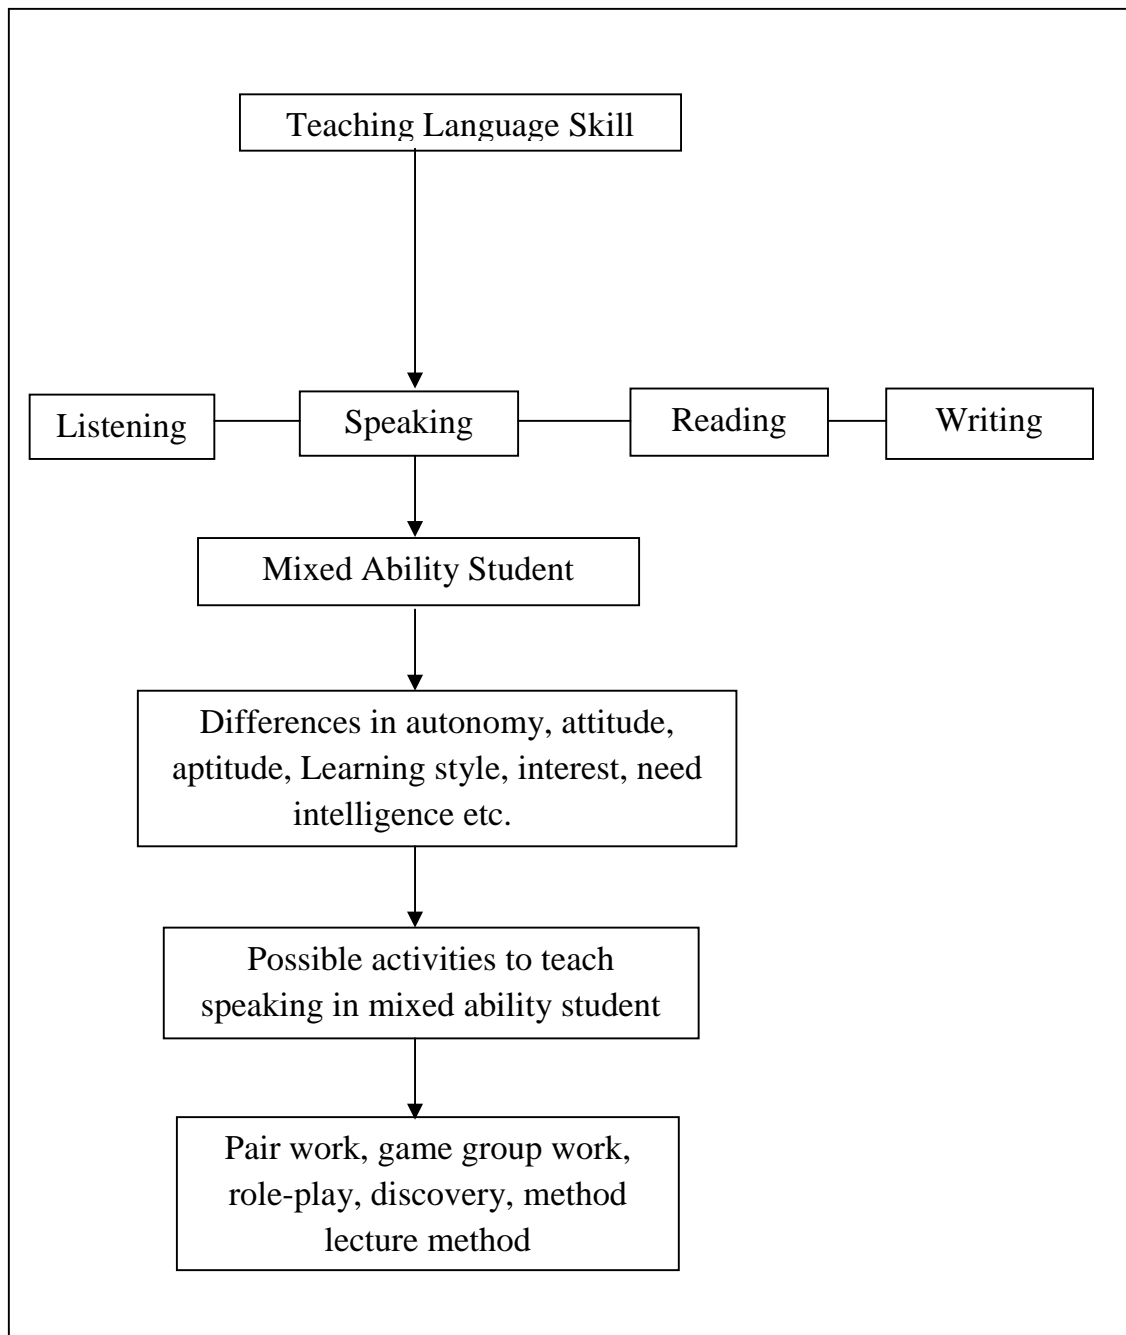 Teaching Language Skill
Listening
Speaking
Reading
Writing
Mixed Ability Student
Differences in autonomy, attitude,
aptitude, Learning style, interest, need
intelligence etc.
Possible activities to teach
speaking in mixed ability student
Pair work, game group work,
role-play, discovery, method
lecture method